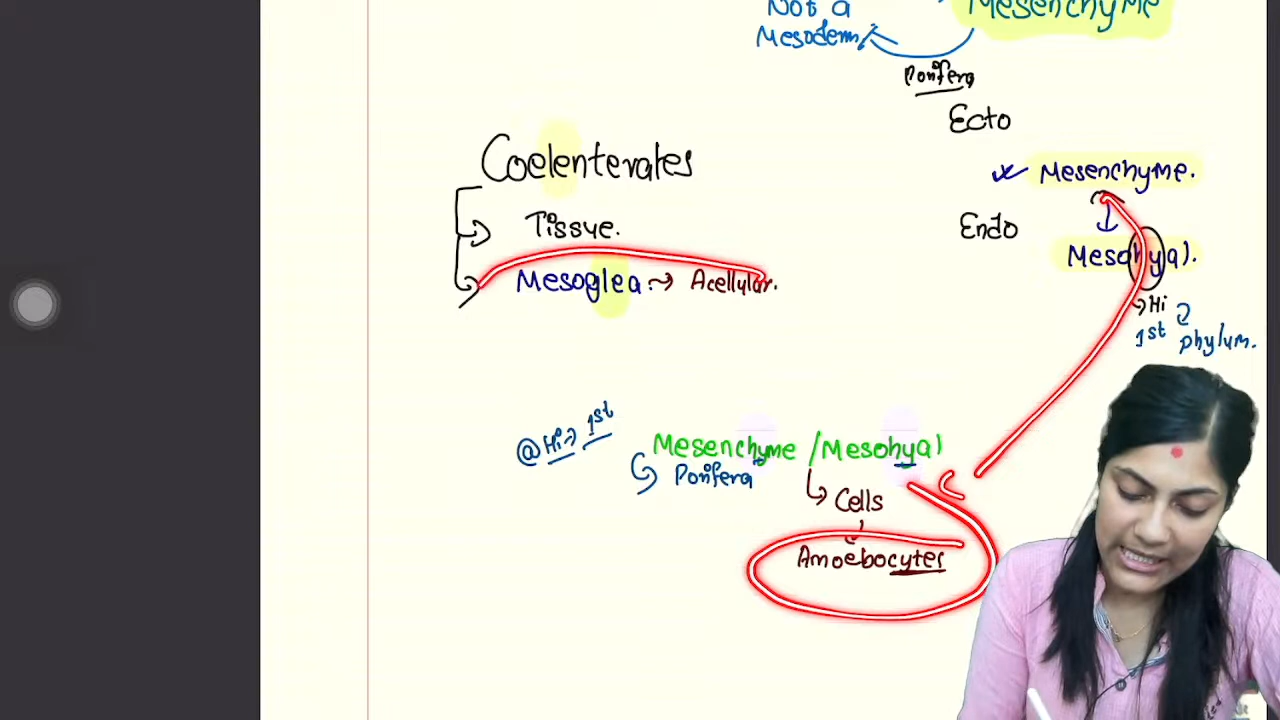 Not a
Mesenchyme
Mesoderm
Porifera
Ecto
Coelenterates
Mesenchyme.
Tissue.
Endo
Mesohyal.
Mesoglea → Acellular.
→ Hi
1st phylum.
@ Hi → 1st
Mesenchyme / Mesohyal
Porifera
Cells
Amoebocytes